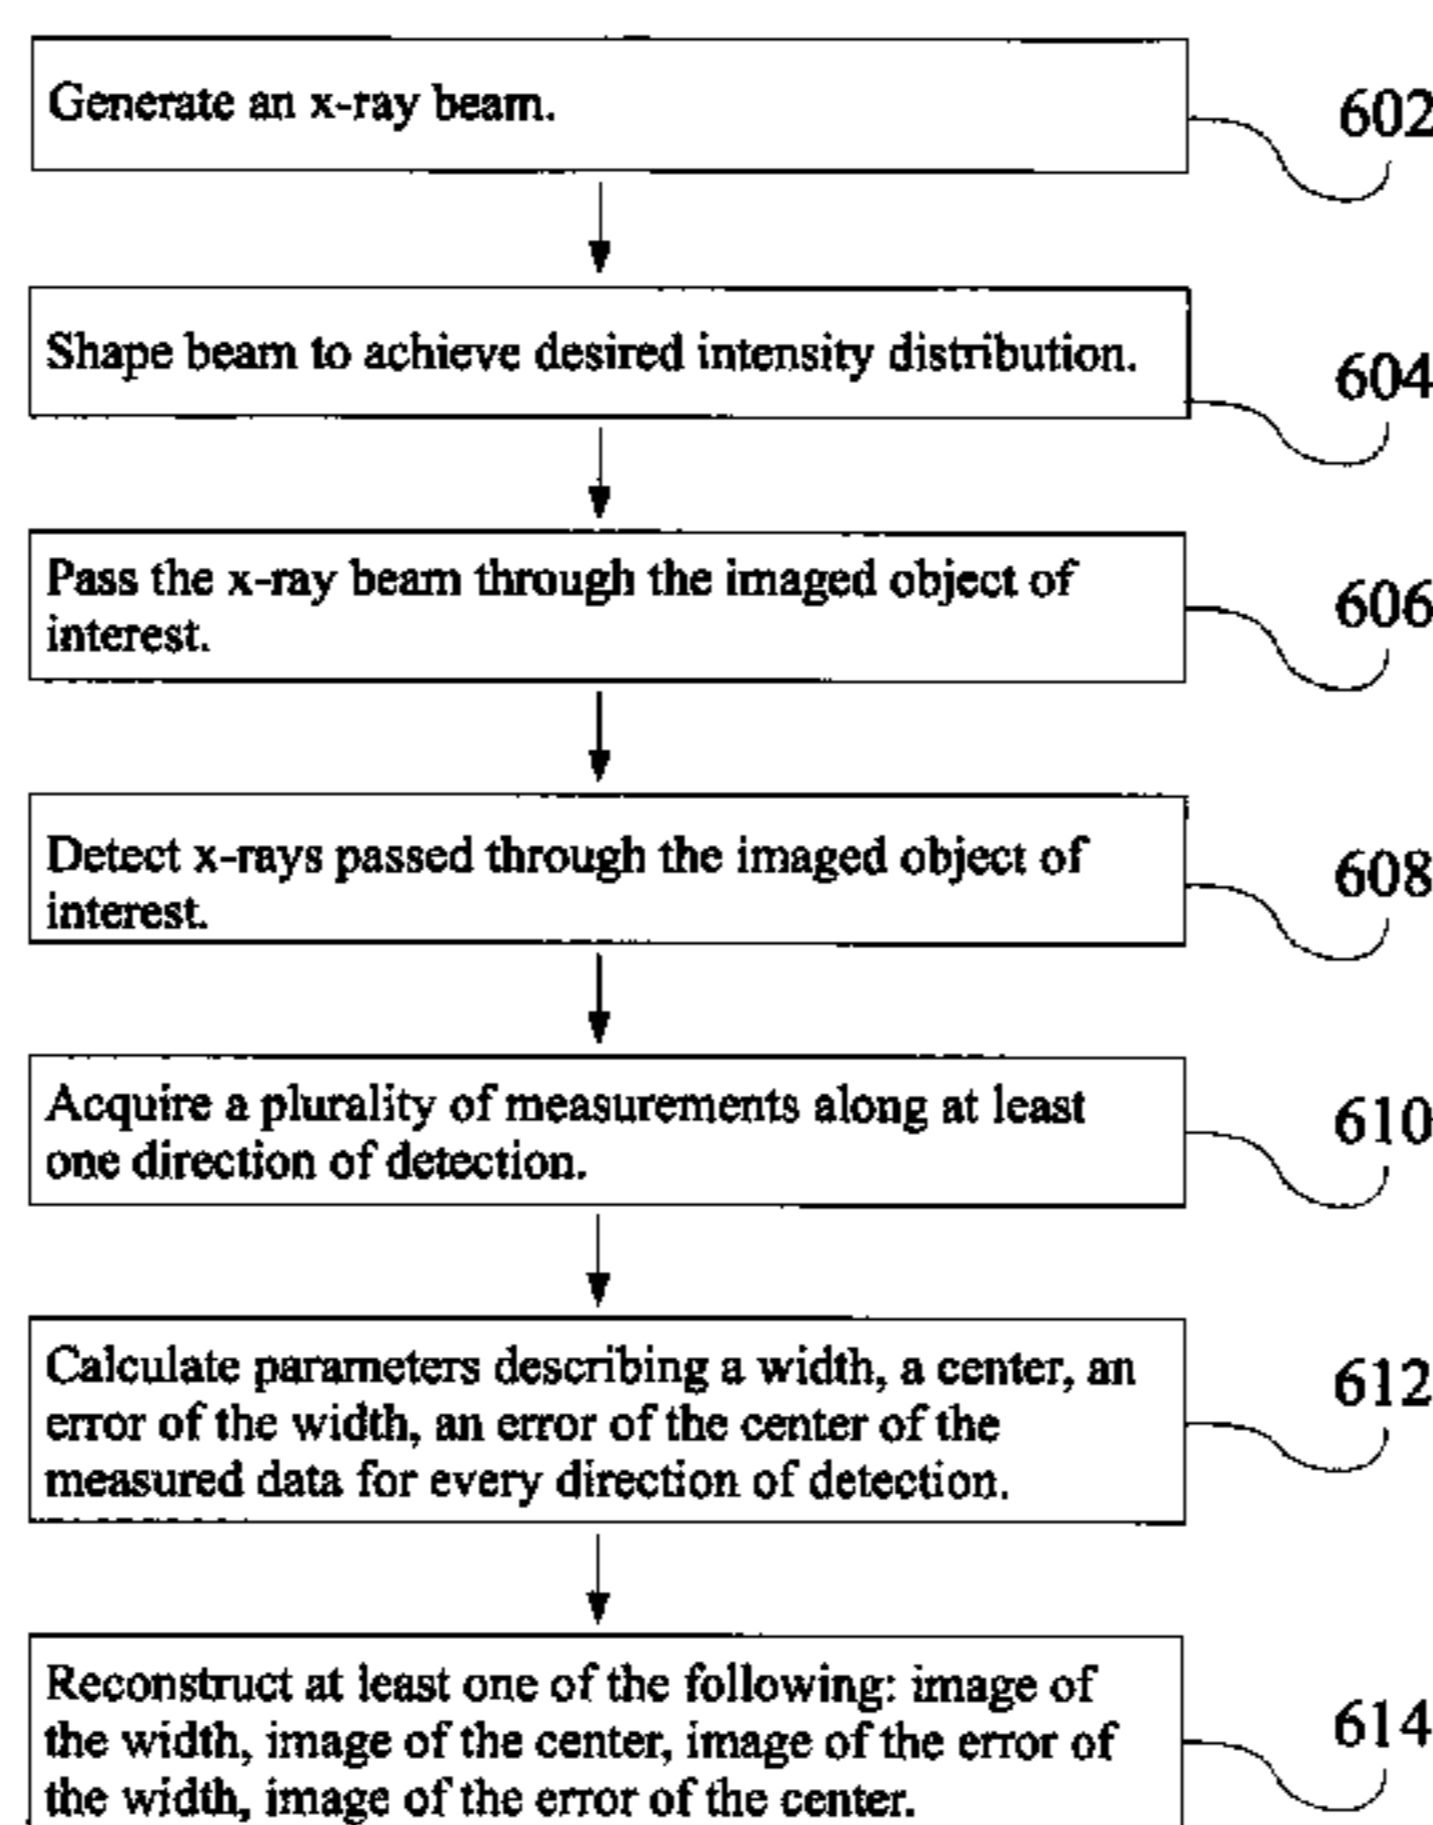 Generate an x-ray beam.
602
Shape beam to achieve desired intensity distribution.
604
Pass the x-ray beam through the imaged object of
interest.
606
Detect x-rays passed through the imaged object of
interest.
608
Acquire a plurality of measurements along at least
one direction of detection.
610
Calculate parameters describing a width, a center, an
error of the width, an error of the center of the
measured data for every direction of detection.
612
Reconstruct at least one of the following: image of
the width, image of the center, image of the error of
the width, image of the error of the center.
614